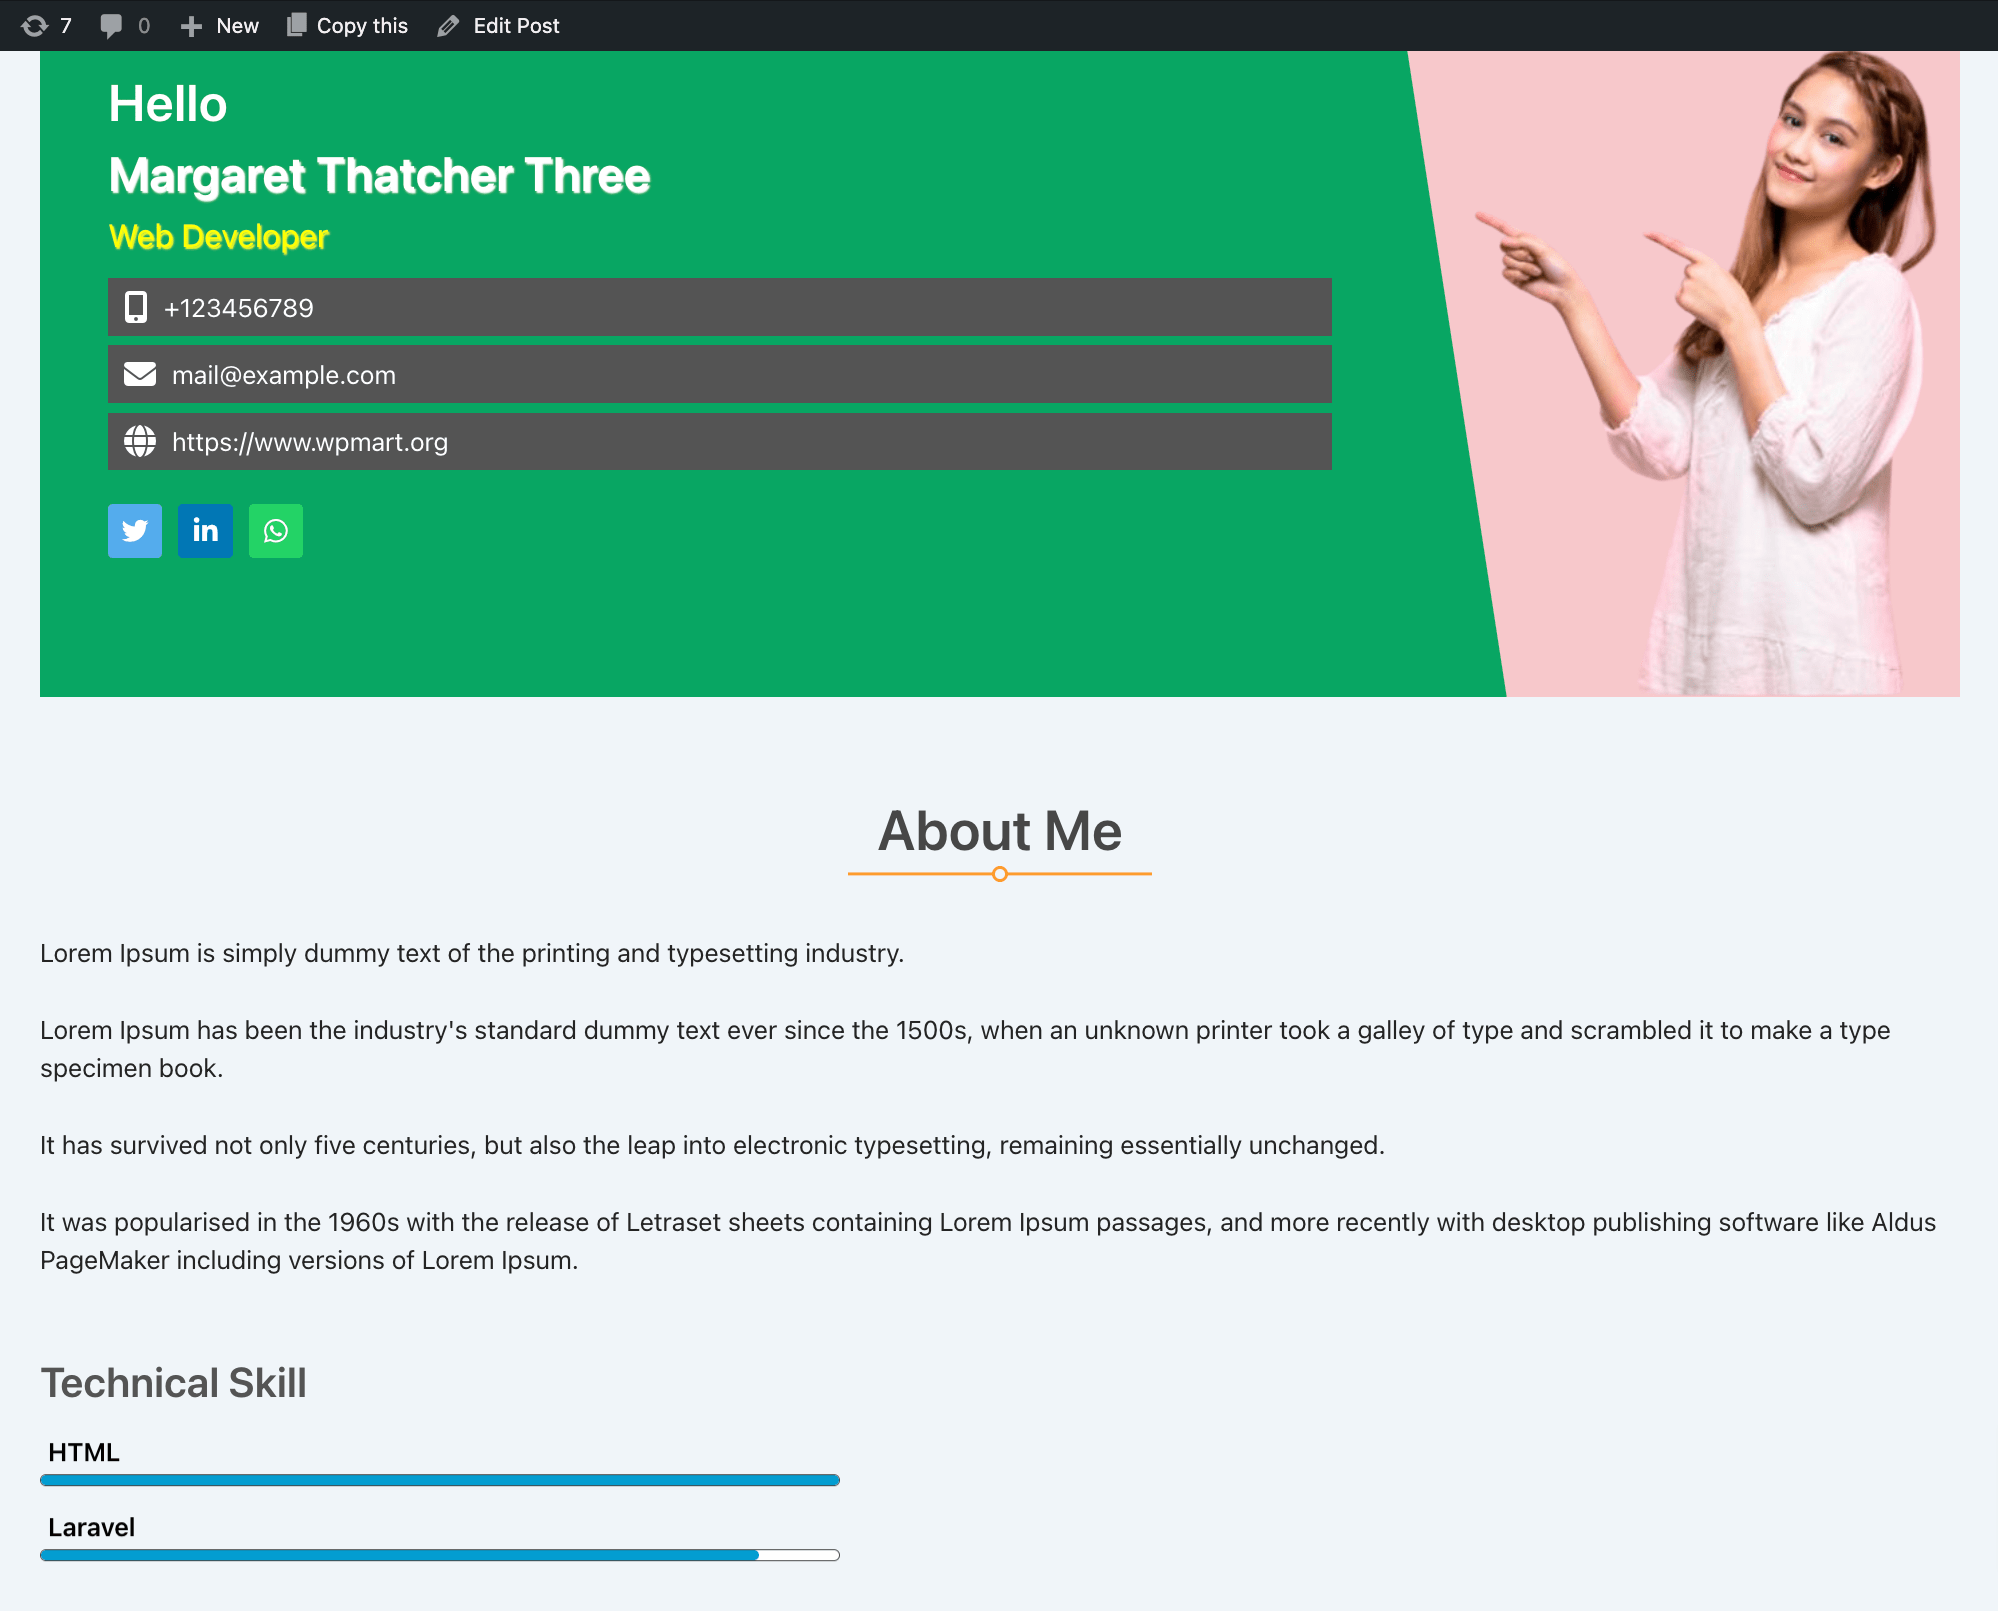 7 0 New Copy this Edit Post
Hello
Margaret Thatcher Three
Web Developer
+123456789
mail@example.com
https://www.wpmart.org
in
About Me
Lorem Ipsum is simply dummy text of the printing and typesetting industry.
Lorem Ipsum has been the industry's standard dummy text ever since the 1500s, when an unknown printer took a galley of type and scrambled it to make a type
specimen book.
It has survived not only five centuries, but also the leap into electronic typesetting, remaining essentially unchanged.
It was popularised in the 1960s with the release of Letraset sheets containing Lorem Ipsum passages, and more recently with desktop publishing software like Aldus
PageMaker including versions of Lorem Ipsum.
Technical Skill
HTML
Laravel